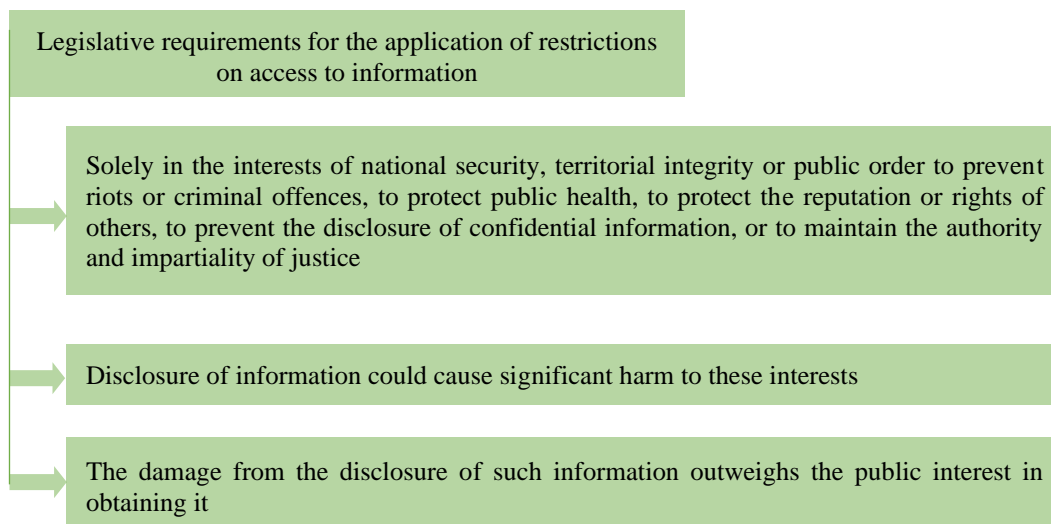 Legislative requirements for the application of restrictions
on access to information
Solely in the interests of national security, territorial integrity or public order to prevent
riots or criminal offences, to protect public health, to protect the reputation or rights of
others, to prevent the disclosure of confidential information, or to maintain the authority
and impartiality of justice
Disclosure of information could cause significant harm to these interests
The damage from the disclosure of such information outweighs the public interest in
obtaining it